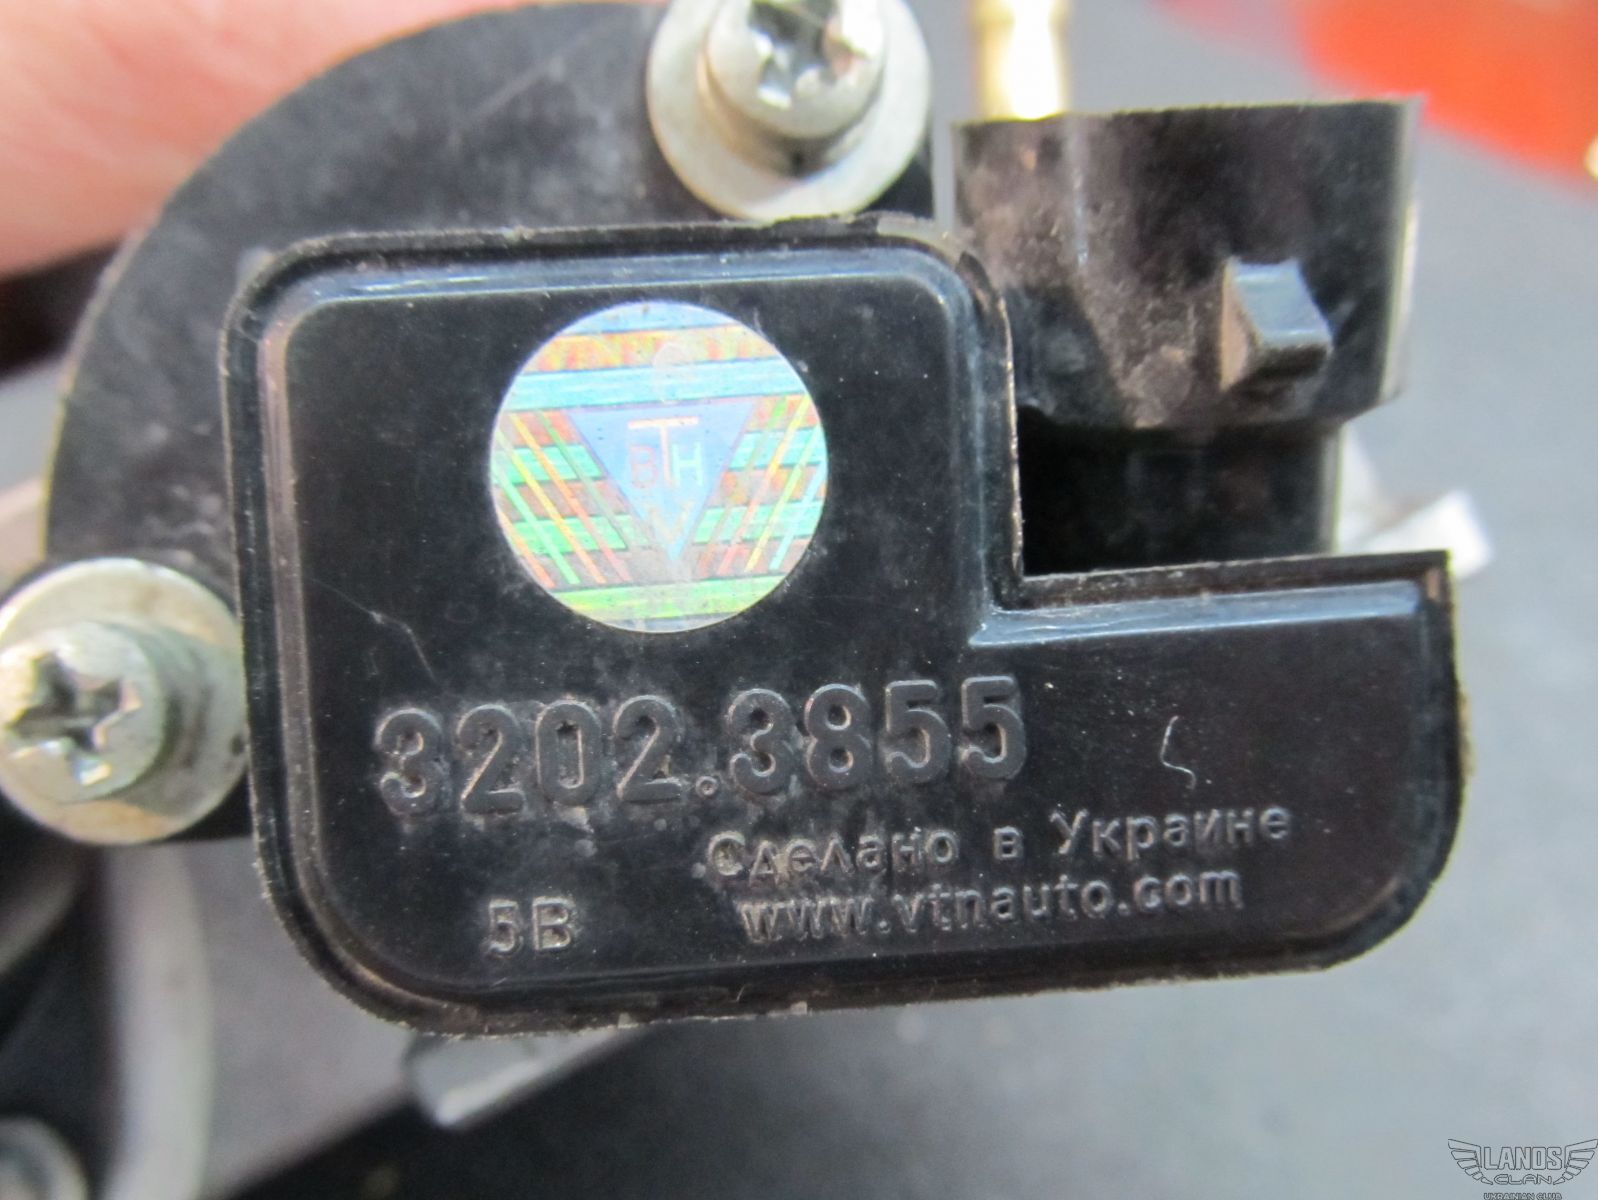 ВТН
3202.3855
Сделано в Украине
5В
www.vtnauto.com
LANOS
CLAN
UKRAINIAN CLUB